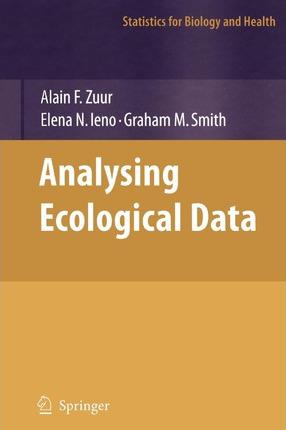 Statistics for Biology and Health
Alain F. Zuur
Elena N. Ieno · Graham M. Smith
Analysing
Ecological Data
Springer